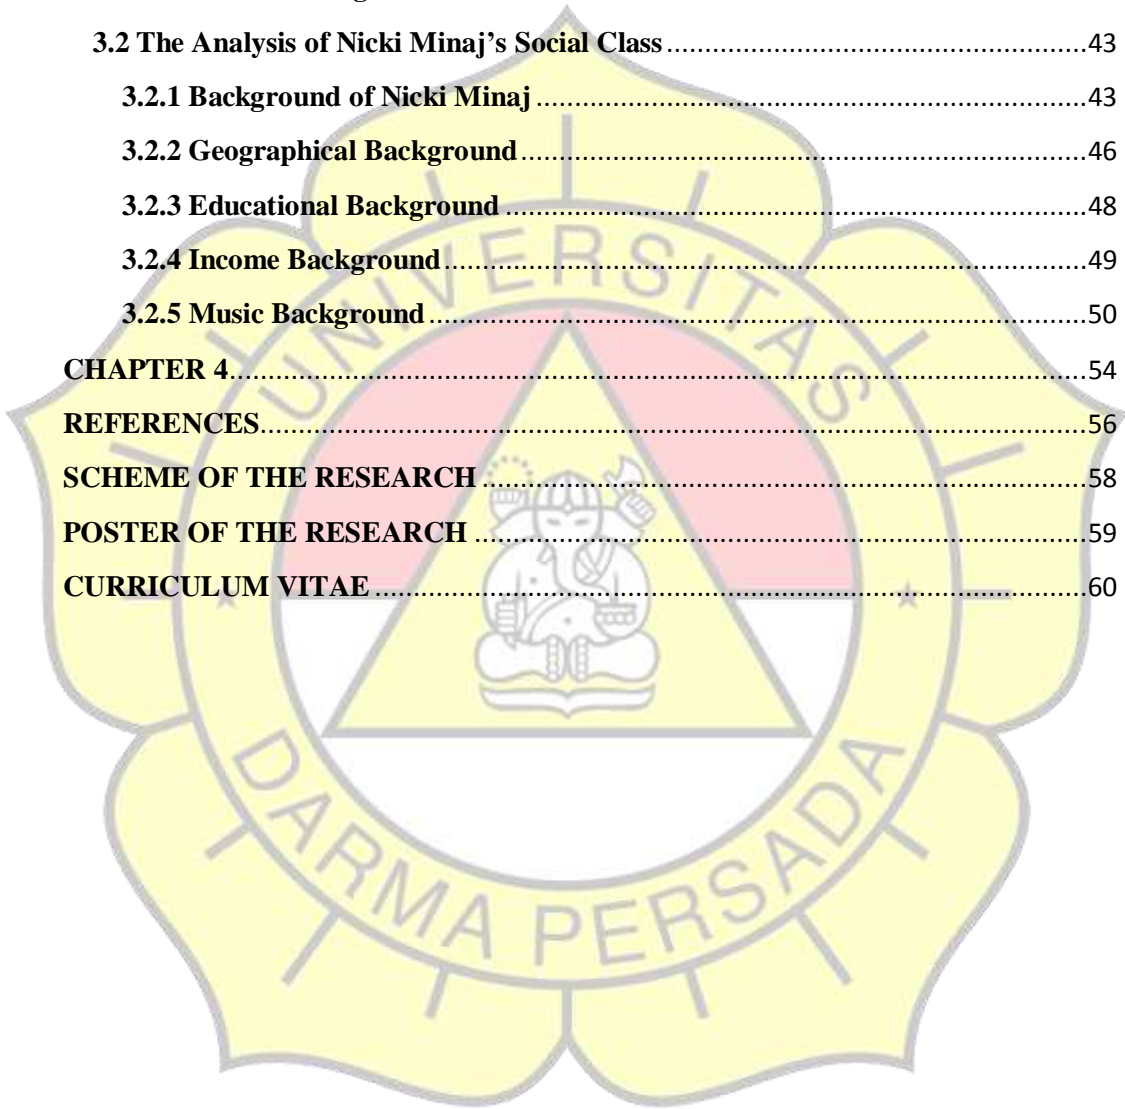 3.2 The Analysis of Nicki Minaj’s Social Class........................................................43
3.2.1 Background of Nicki Minaj........................................................................43
3.2.2 Geographical Background..........................................................................46
3.2.3 Educational Background............................................................................48
3.2.4 Income Background...................................................................................49
3.2.5 Music Background.....................................................................................50
CHAPTER 4.......................................................................................................54
REFERENCES....................................................................................................56
SCHEME OF THE RESEARCH..........................................................................58
POSTER OF THE RESEARCH...........................................................................59
CURRICULUM VITAE.......................................................................................60
UNIVERSITAS
DARMA PERSADA